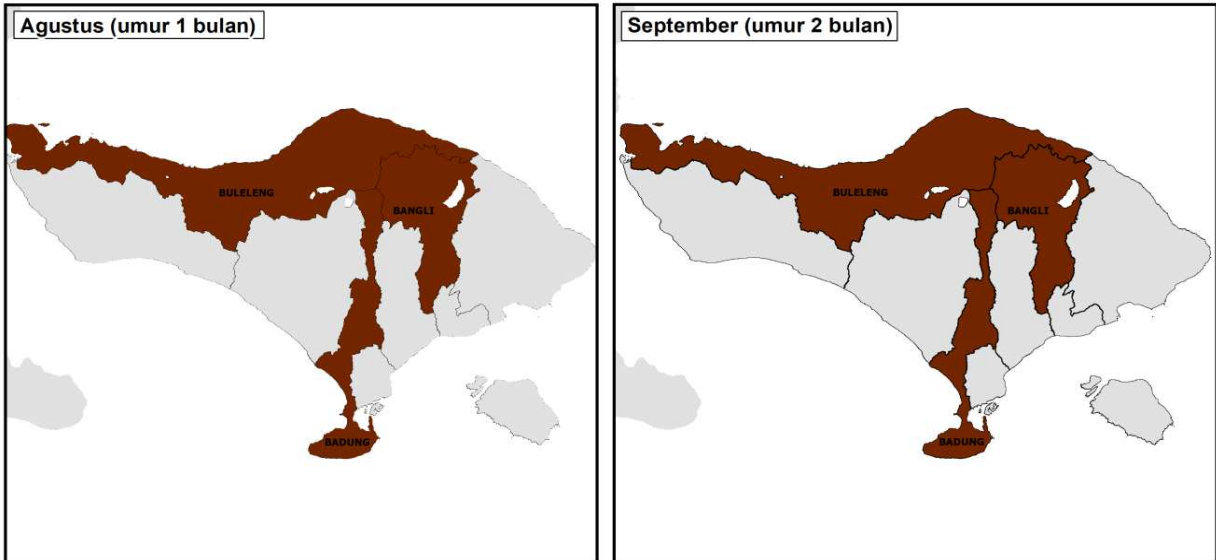 Agustus (umur 1 bulan)
BULELENG
BANGLI
BADUNG
September (umur 2 bulan)
BULELENG
BANGLI
BADUNG